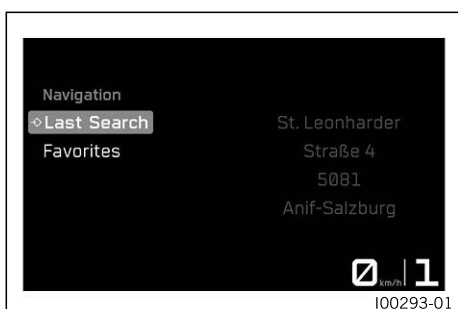 Navigation
Last Search
Favorites
St. Leonharder
Straße 4
5081
Anif-Salzburg
0 km/h 1
I00293-01